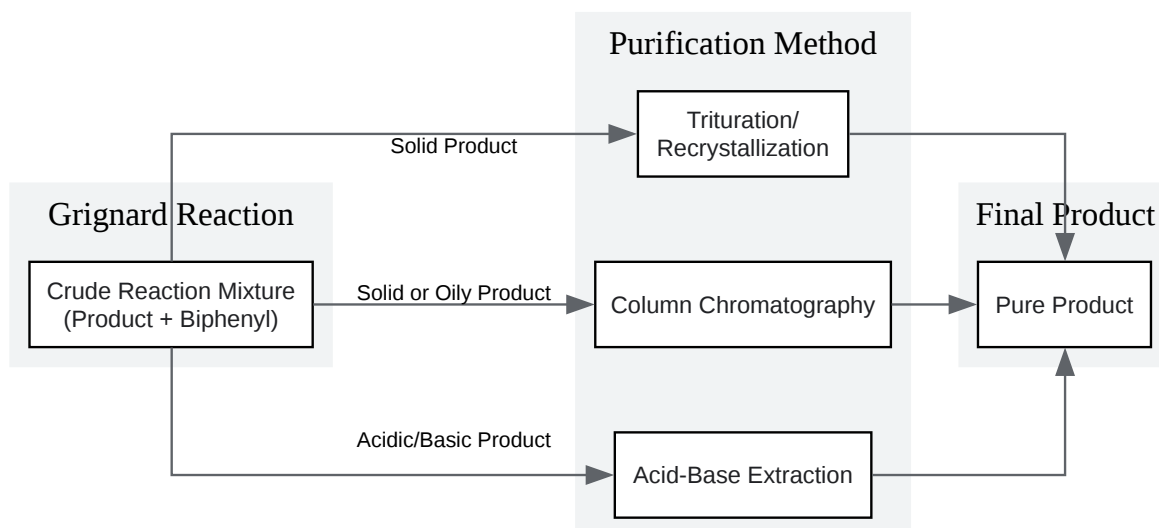 Purification Method
Trituration/
Recrystallization
Solid Product
Grignard Reaction
Final Product
Crude Reaction Mixture
(Product + Biphenyl)
Solid or Oily Product
Column Chromatography
Pure Product
Acidic/Basic Product
Acid-Base Extraction